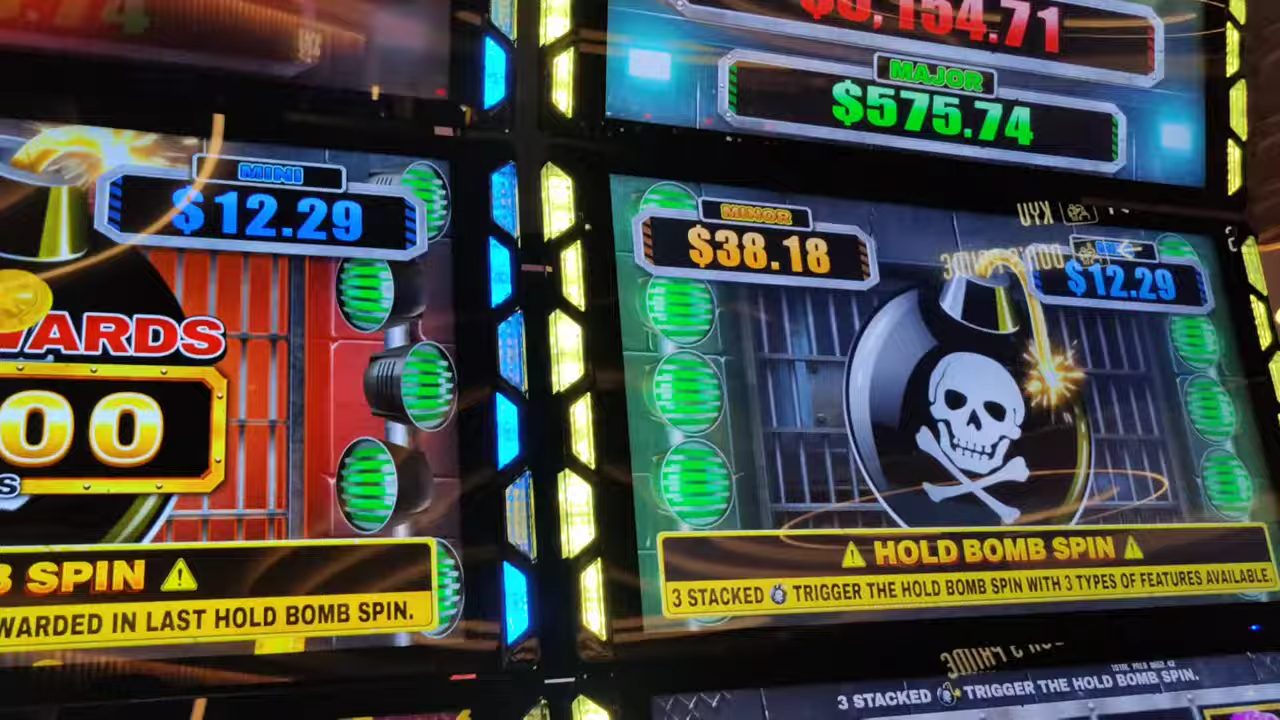 MAJOR
$575.74
MINI
$12.29
MINOR
$38.18
$12.29
WARDS
00
HOLD BOMB SPIN
3 STACKED TRIGGER THE HOLD BOMB SPIN WITH 3 TYPES OF FEATURES AVAILABLE.
SPIN
WARDED IN LAST HOLD BOMB SPIN.
3 STACKED TRIGGER THE HOLD BOMB SPIN.